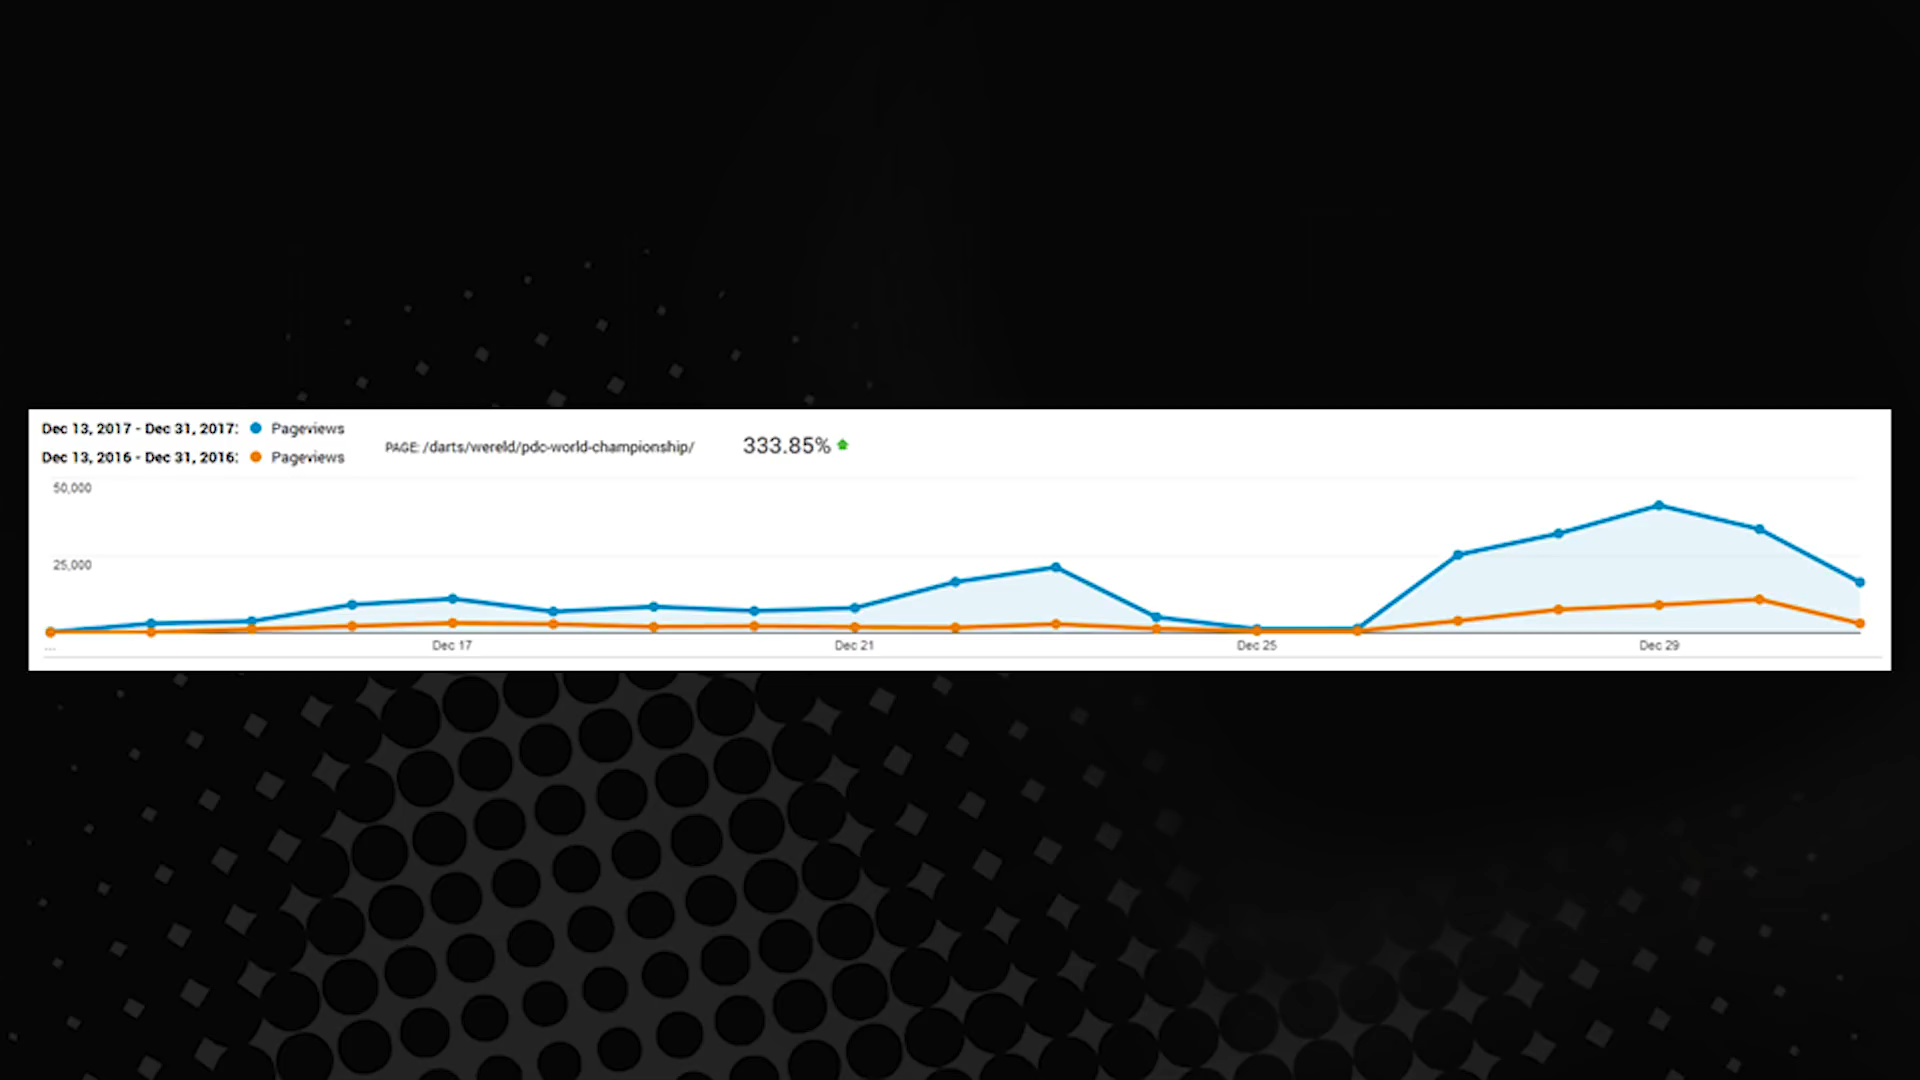 Dec 13, 2017 - Dec 31, 2017: Pageviews
Dec 13, 2016 - Dec 31, 2016: Pageviews
PAGE: /darts/wereld/pdc-world-championship/ 333.85%
50,000
25,000
... Dec 17 Dec 21 Dec 25 Dec 29